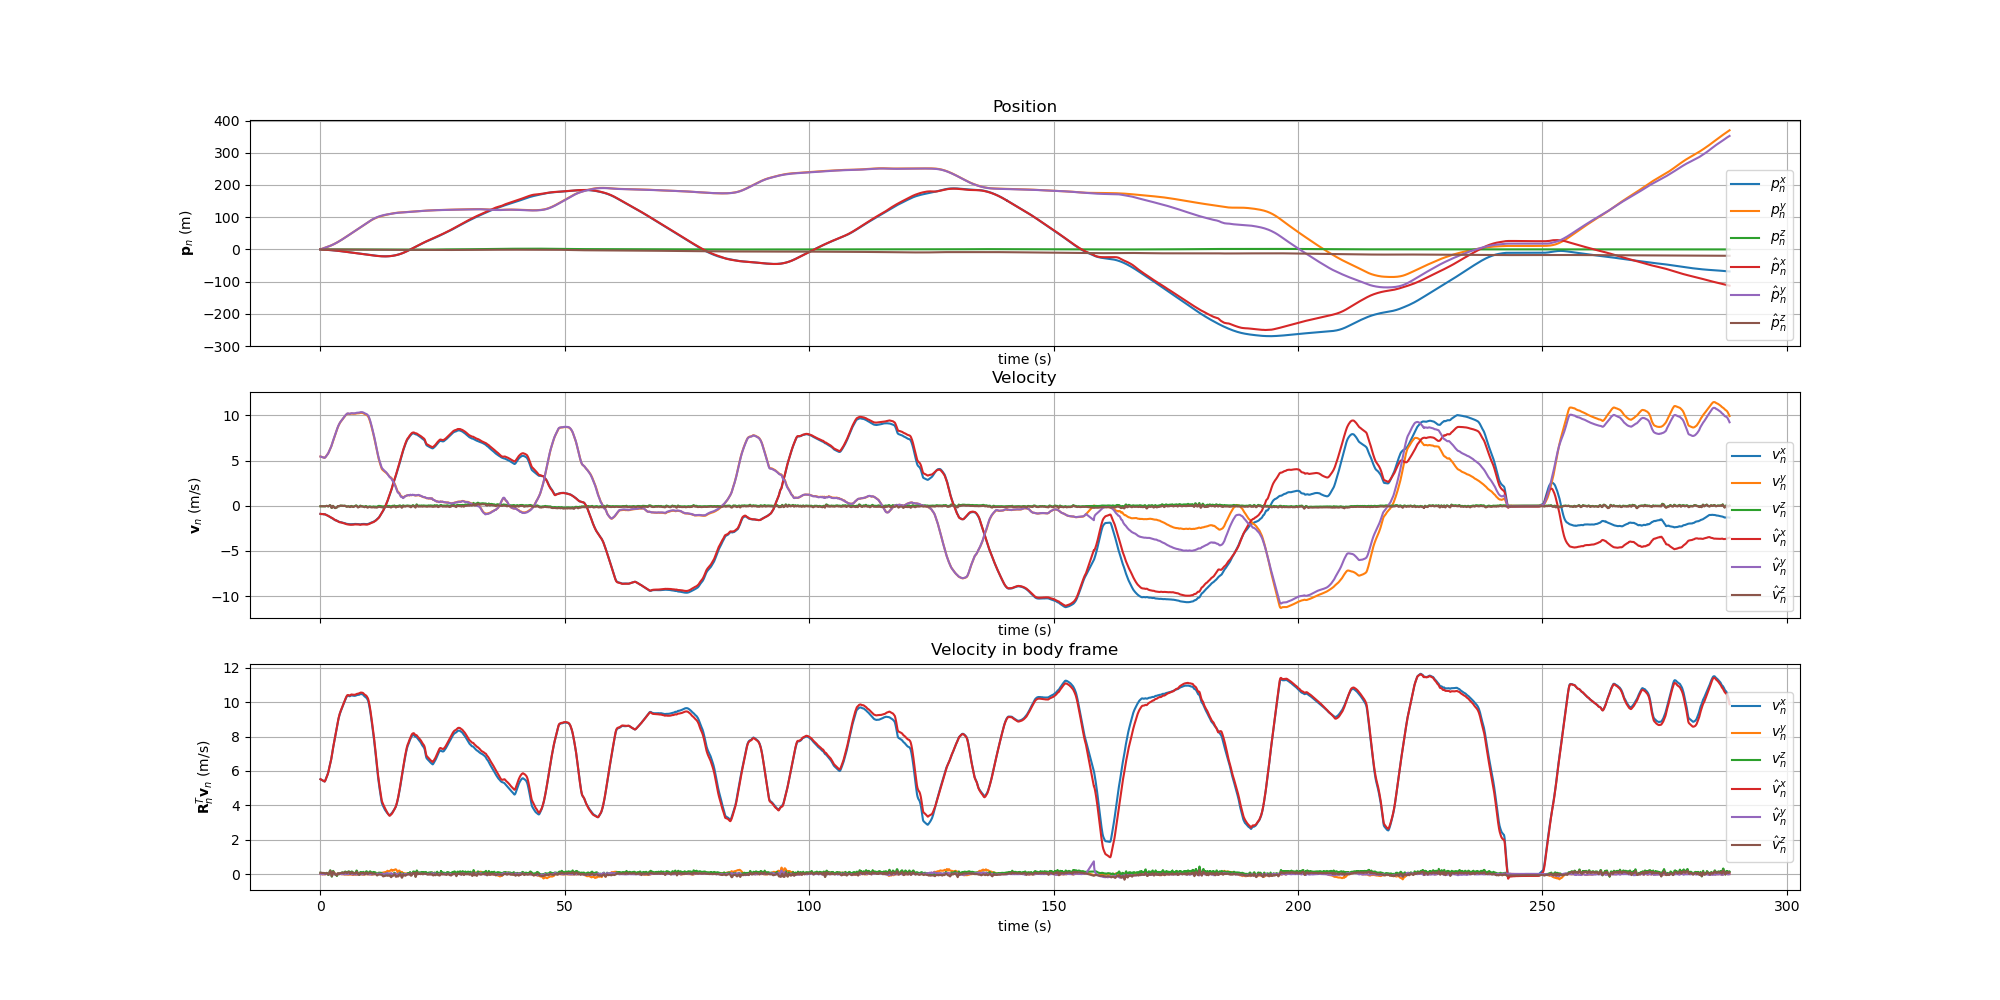 Position
400
300
200
100
0
−100
−200
−300
p_n (m)
p_n^x
p_n^y
p_n^z
p̂_n^x
p̂_n^y
p̂_n^z
time (s)
Velocity
10
5
0
−5
−10
v_n (m/s)
v_n^x
v_n^y
v_n^z
v̂_n^x
v̂_n^y
v̂_n^z
time (s)
Velocity in body frame
12
10
8
6
4
2
0
R_n^T v_n (m/s)
v_n^x
v_n^y
v_n^z
v̂_n^x
v̂_n^y
v̂_n^z
0 50 100 150 200 250 300
time (s)